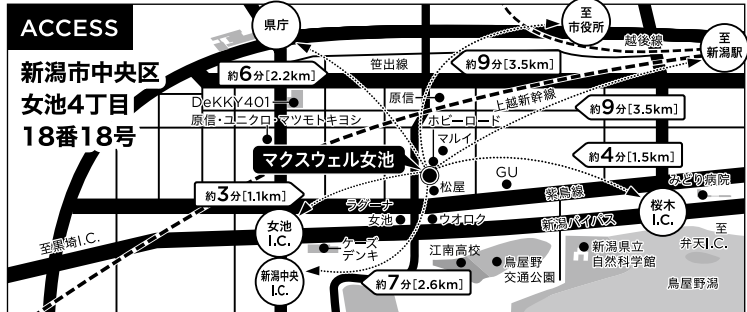 ACCESS
新潟市中央区
女池4丁目
18番18号
県庁
至
市役所
越後線
至
新潟駅
約6分[2.2km]
笹出線
約9分[3.5km]
DeKKY401
原信
上越新幹線
約9分[3.5km]
原信・ユニクロ・マツモトキヨシ
ホビーロード
マルイ
マクスウェル女池
約4分[1.5km]
GU
約3分[1.1km]
松屋
紫鳥線
みどり病院
ラグーナ
女池
ウオロク
新潟バイパス
桜木
I.C.
女池
I.C.
至黒埼I.C.
ケーズ
デンキ
江南高校
鳥屋野
交通公園
新潟県立
自然科学館
至
弁天I.C.
新潟中央
I.C.
約7分[2.6km]
鳥屋野潟